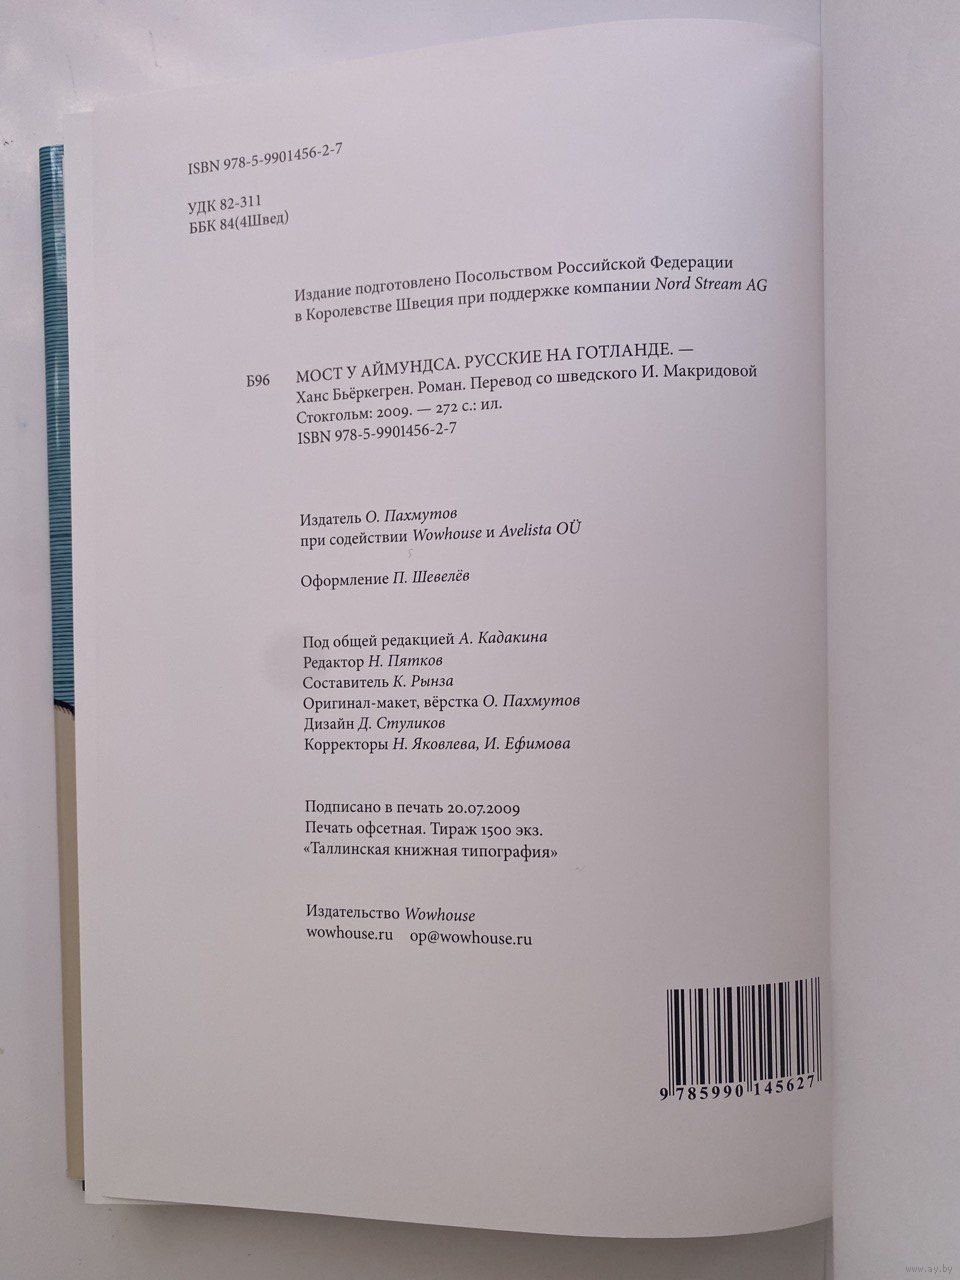 ISBN 978-5-9901456-2-7
УДК 82-311
ББК 84(4Швед)
Издание подготовлено Посольством Российской Федерации
в Королевстве Швеция при поддержке компании Nord Stream AG
Б96
МОСТ У АЙМУНДСА. РУССКИЕ НА ГОТЛАНДЕ. —
Ханс Бьёркегрен. Роман. Перевод со шведского И. Макридовой
Стокгольм: 2009. — 272 с.: ил.
ISBN 978-5-9901456-2-7
Издатель О. Пахмутов
при содействии Wowhouse и Avelista OÜ
Оформление П. Шевелёв
Под общей редакцией А. Кадакина
Редактор Н. Пятков
Составитель К. Рынза
Оригинал-макет, вёрстка О. Пахмутов
Дизайн Д. Стуликов
Корректоры Н. Яковлева, И. Ефимова
Подписано в печать 20.07.2009
Печать офсетная. Тираж 1500 экз.
«Таллинская книжная типография»
Издательство Wowhouse
wowhouse.ru op@wowhouse.ru
9 785990 145627
www.ay.by